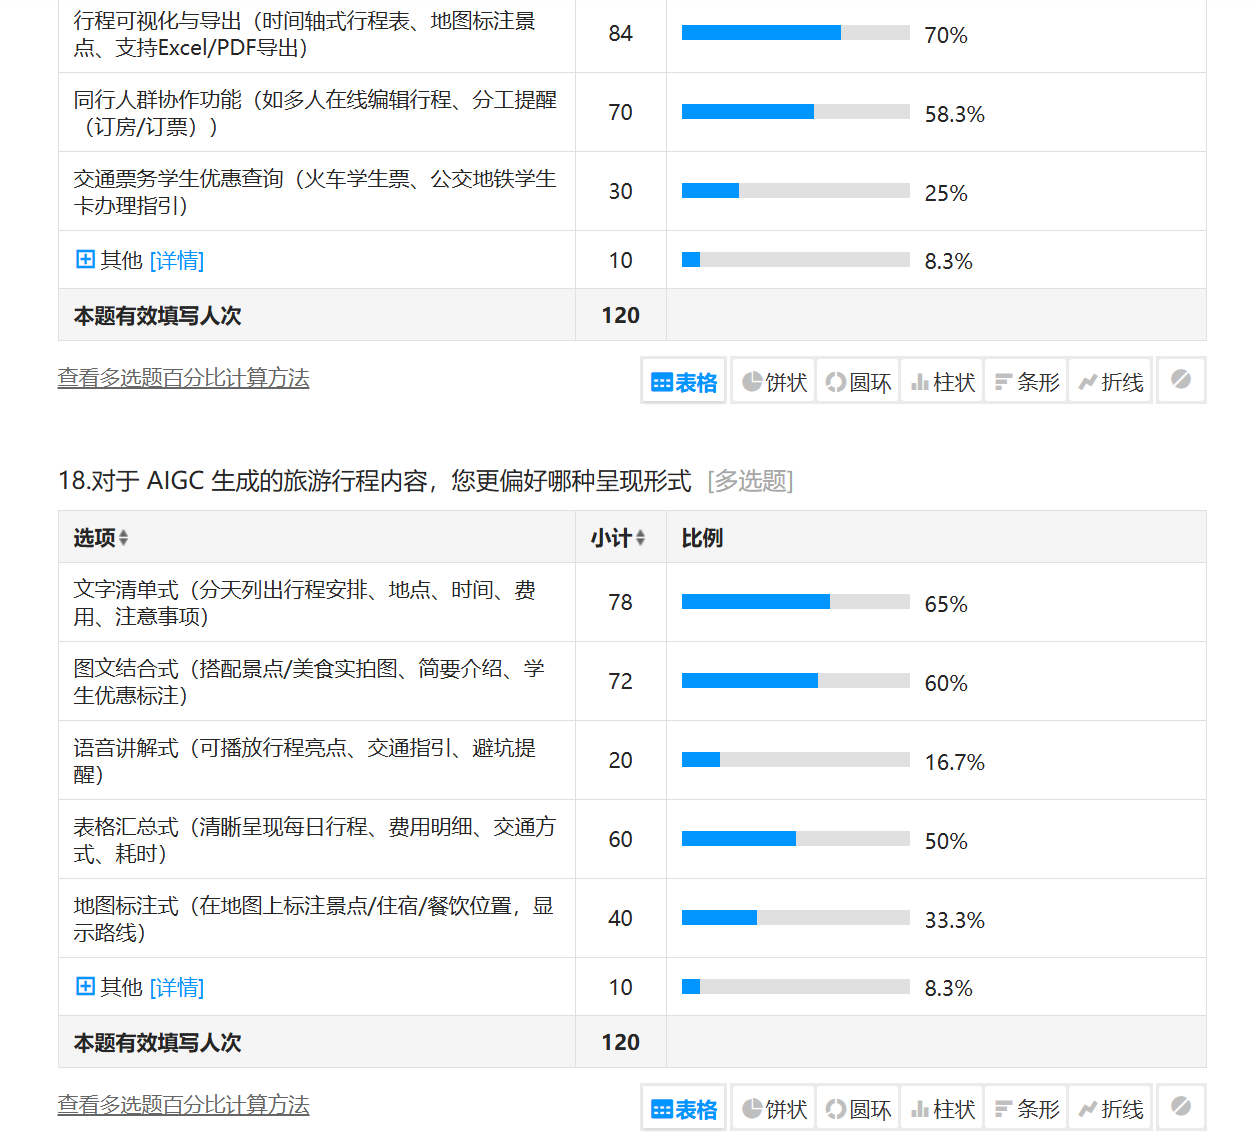 行程可视化与导出（时间轴式行程表、地图标注景
点、支持Excel/PDF导出）
84
70%
同行人群协作功能（如多人在线编辑行程、分工提醒
（订房/订票））
70
58.3%
交通票务学生优惠查询（火车学生票、公交地铁学生
卡办理指引）
30
25%
其他 [详情]
10
8.3%
本题有效填写人次
120
查看多选题百分比计算方法
表格
饼状
圆环
柱状
条形
折线
18.对于 AIGC 生成的旅游行程内容，您更偏好哪种呈现形式 [多选题]
选项
小计
比例
文字清单式（分天列出行程安排、地点、时间、费
用、注意事项）
78
65%
图文结合式（搭配景点/美食实拍图、简要介绍、学
生优惠标注）
72
60%
语音讲解式（可播放行程亮点、交通指引、避坑提
醒）
20
16.7%
表格汇总式（清晰呈现每日行程、费用明细、交通方
式、耗时）
60
50%
地图标注式（在地图上标注景点/住宿/餐饮位置，显
示路线）
40
33.3%
其他 [详情]
10
8.3%
本题有效填写人次
120
查看多选题百分比计算方法
表格
饼状
圆环
柱状
条形
折线